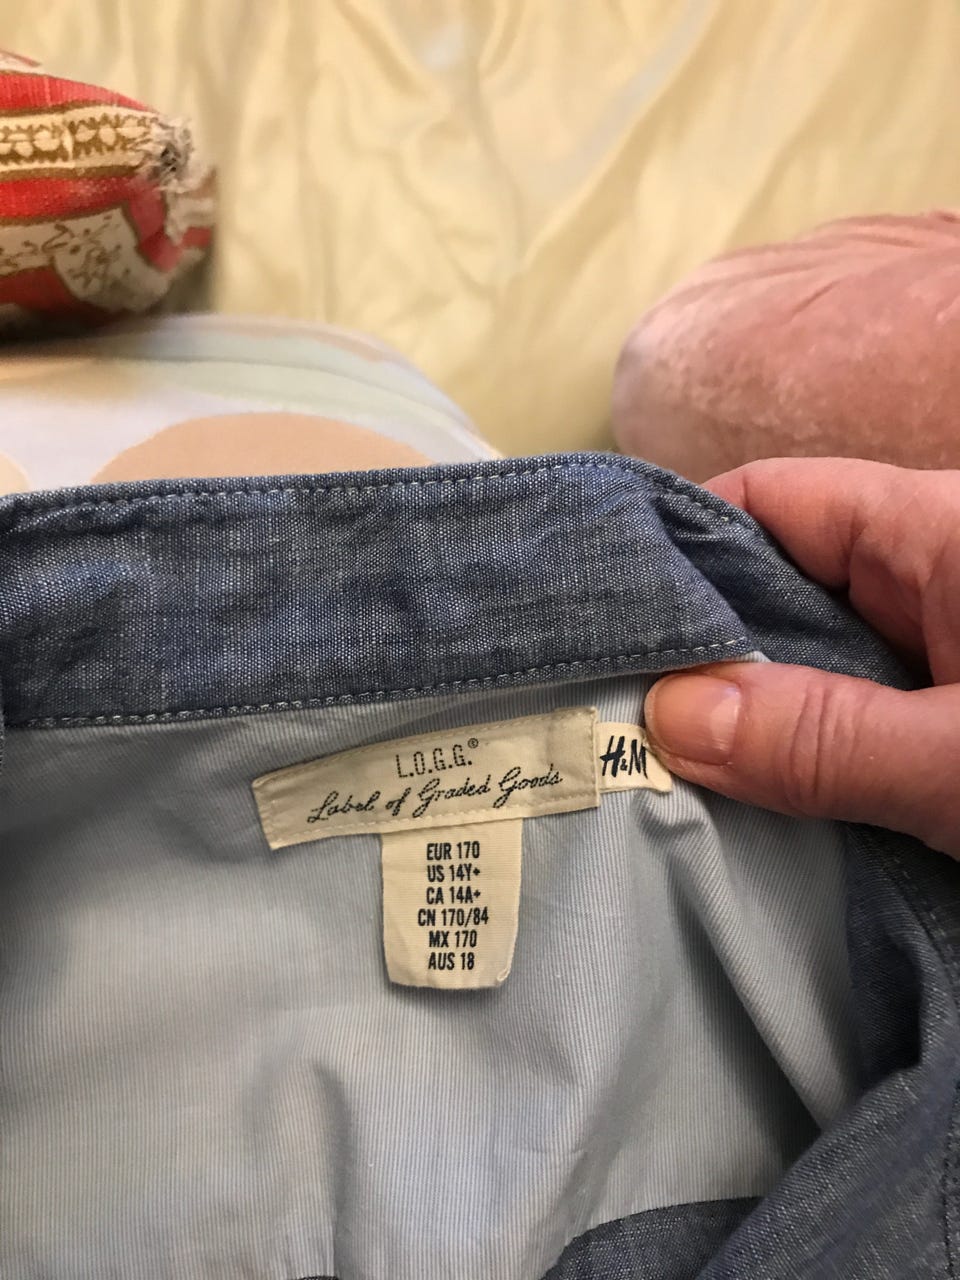 L.O.G.G.®
Label of Graded Goods
H&M
EUR 170
US 14Y+
CA 14A+
CN 170/84
MX 170
AUS 18